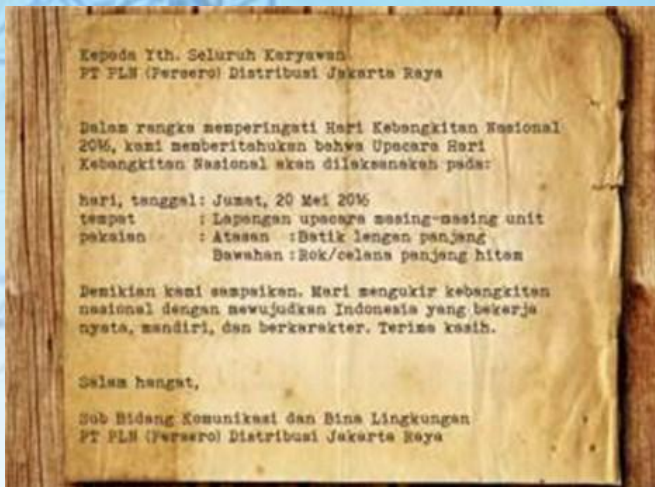 Kepada Yth. Seluruh Karyawan
PT PLN (Persero) Distribusi Jakarta Raya
Dalam rangka memperingati Hari Kebangkitan Nasional
2016, kami memberitahukan bahwa Upacara Hari
Kebangkitan Nasional akan dilaksanakan pada:
hari, tanggal: Jumat, 20 Mei 2016
tempat : Lapangan upacara masing-masing unit
pakaian : Atasan :Batik lengan panjang
Bawahan :Rok/celana panjang hitam
Demikian kami sampaikan. Mari mengukir kebangkitan
nasional dengan mewujudkan Indonesia yang bekerja
nyata, mandiri, dan berkarakter. Terima kasih.
Salam hangat,
Sub Bidang Komunikasi dan Bina Lingkungan
PT PLN (Persero) Distribusi Jakarta Raya